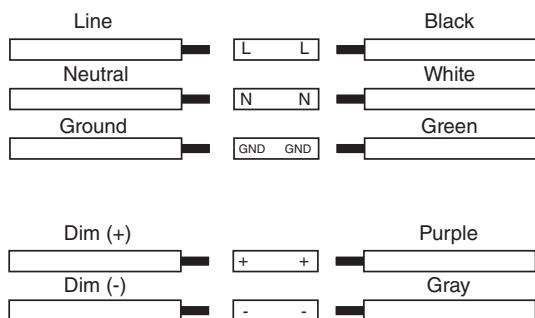 Line Black
L L
Neutral White
N N
Ground Green
GND GND
Dim (+) Purple
+ +
Dim (-) Gray
- -